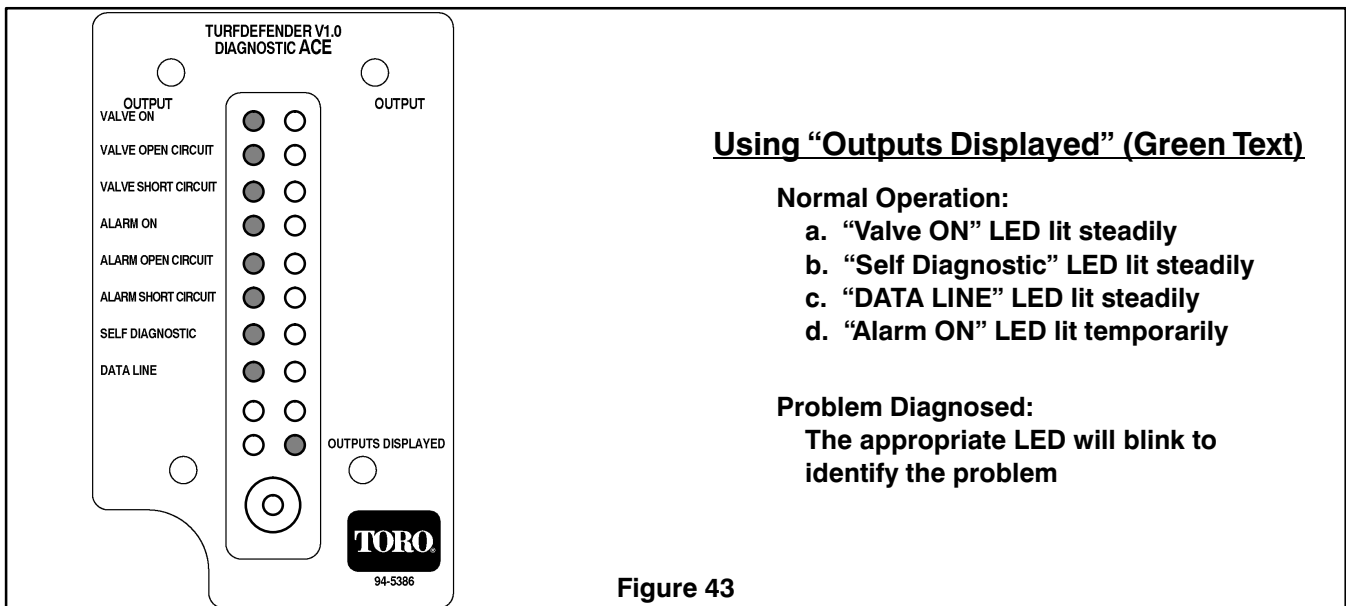 TURFDEFENDER V1.0
DIAGNOSTIC ACE
OUTPUT
OUTPUT
VALVE ON
VALVE OPEN CIRCUIT
VALVE SHORT CIRCUIT
ALARM ON
ALARM OPEN CIRCUIT
ALARM SHORT CIRCUIT
SELF DIAGNOSTIC
DATA LINE
OUTPUTS DISPLAYED
TORO.
94-5386
Using “Outputs Displayed” (Green Text)
Normal Operation:
a. “Valve ON” LED lit steadily
b. “Self Diagnostic” LED lit steadily
c. “DATA LINE” LED lit steadily
d. “Alarm ON” LED lit temporarily
Problem Diagnosed:
The appropriate LED will blink to
identify the problem
Figure 43